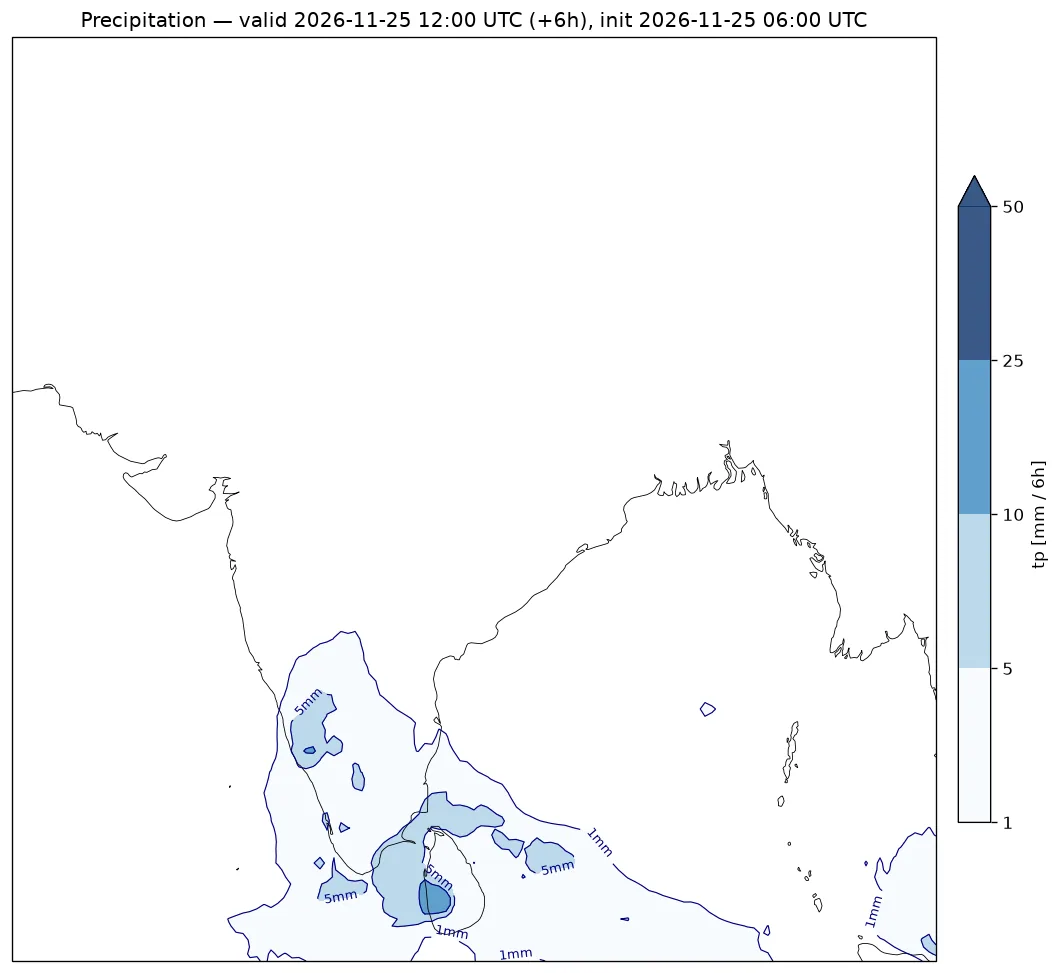 Precipitation — valid 2026-11-25 12:00 UTC (+6h), init 2026-11-25 06:00 UTC
50
25
10
5
1
tp [mm / 6h]
5mm
1mm
5mm
5mm
5mm
1mm
1mm
1mm